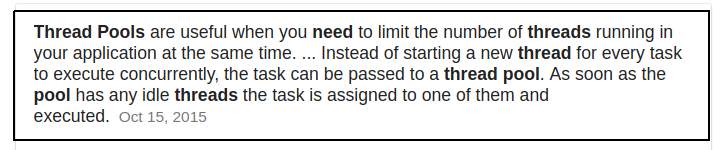 Thread Pools are useful when you need to limit the number of threads running in
your application at the same time. ... Instead of starting a new thread for every task
to execute concurrently, the task can be passed to a thread pool. As soon as the
pool has any idle threads the task is assigned to one of them and
executed. Oct 15, 2015